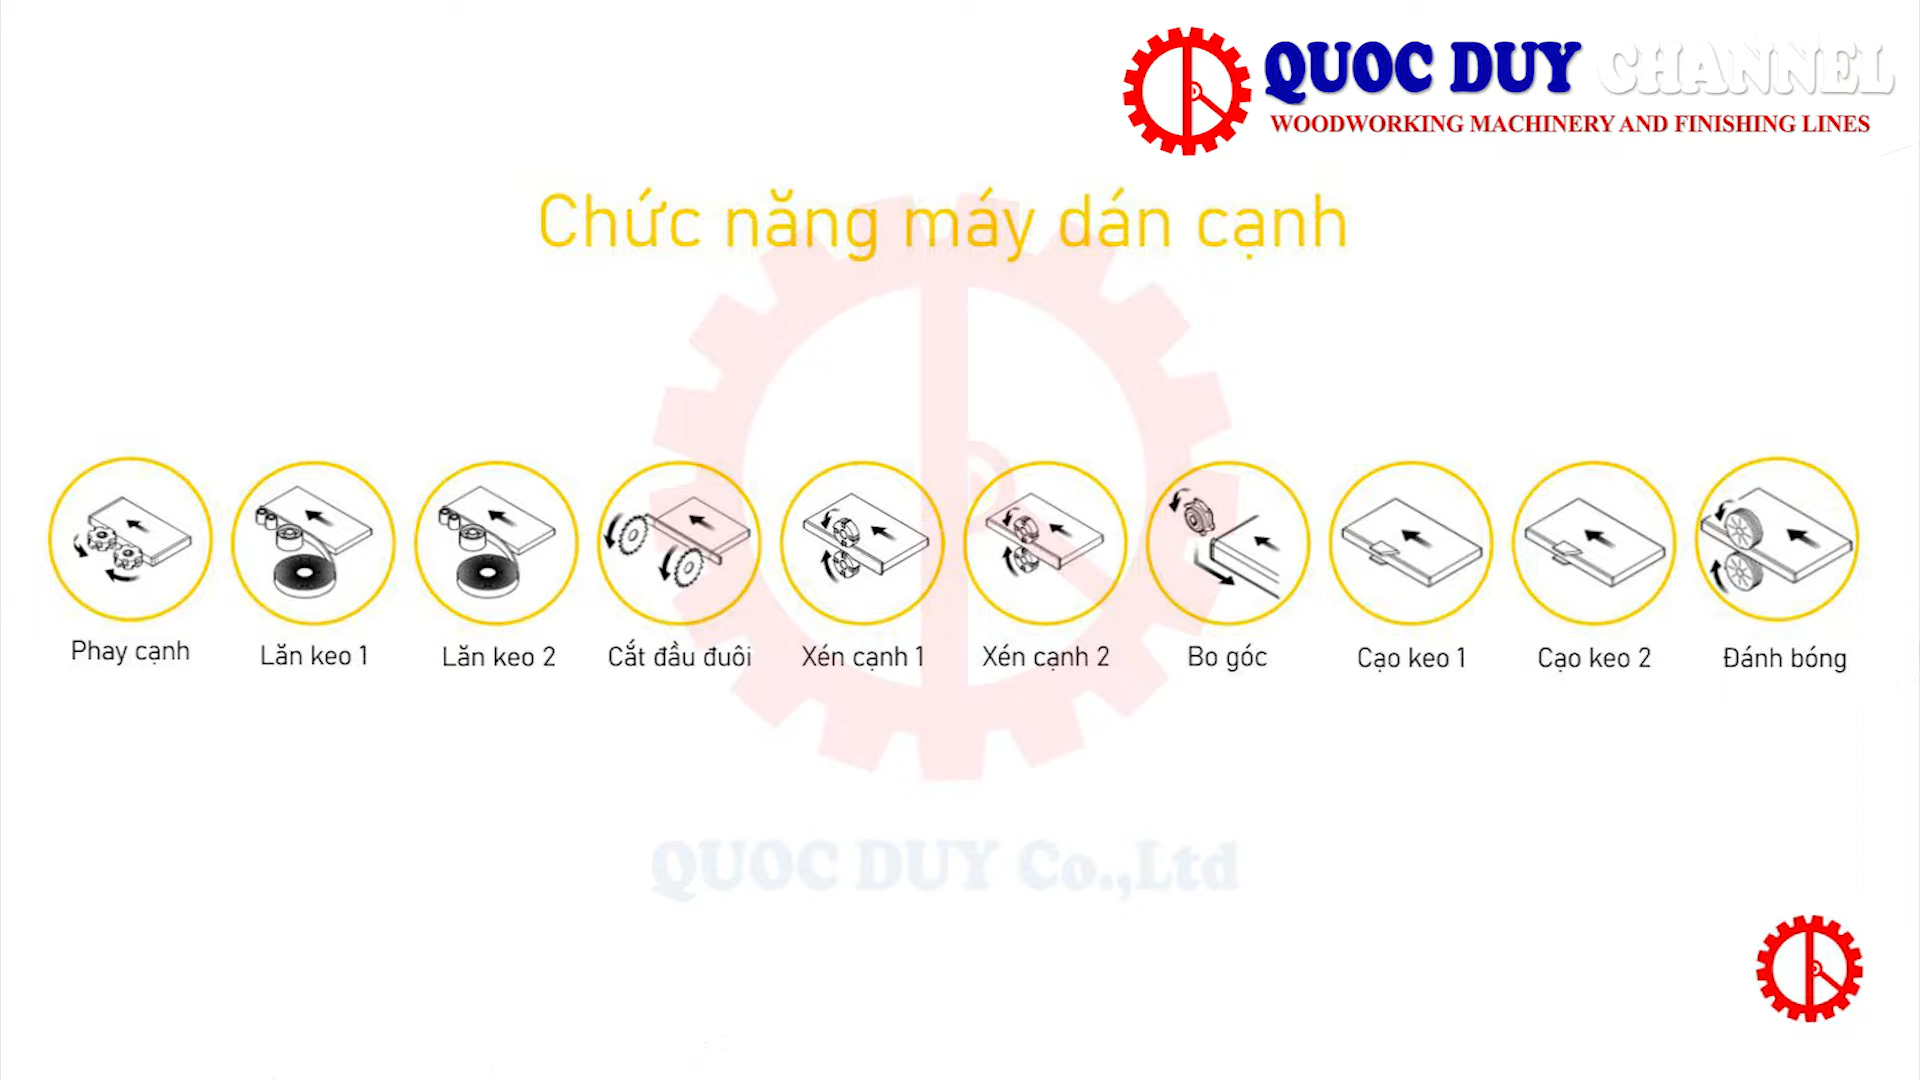 QUOC DUY CHANNEL
WOODWORKING MACHINERY AND FINISHING LINES
Chức năng máy dán cạnh
Phay cạnh
Lăn keo 1
Lăn keo 2
Cắt đầu đuôi
Xén cạnh 1
Xén cạnh 2
Bo góc
Cạo keo 1
Cạo keo 2
Đánh bóng
QUOC DUY Co.,Ltd